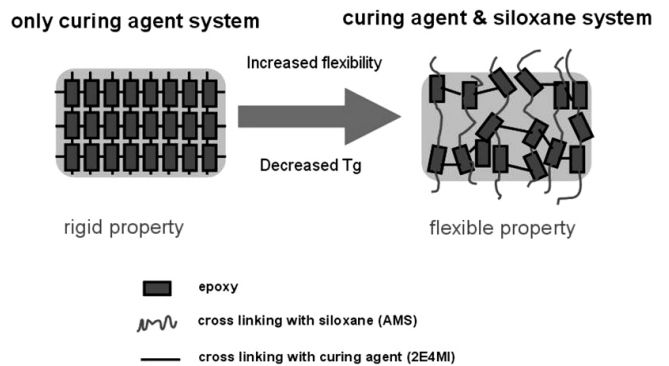 only curing agent system
curing agent & siloxane system
Increased flexibility
Decreased Tg
rigid property
flexible property
epoxy
cross linking with siloxane (AMS)
cross linking with curing agent (2E4MI)